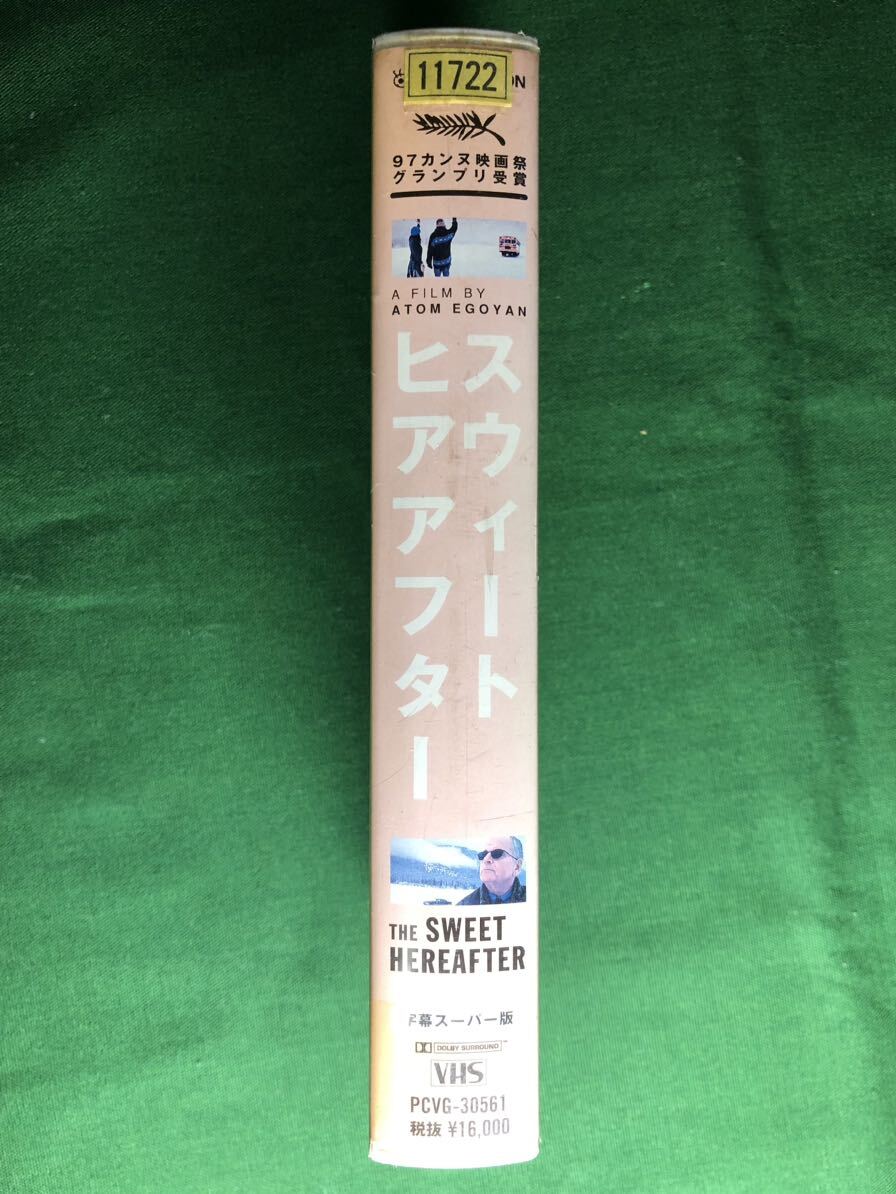 11722
ON
97カンヌ映画祭
グランプリ受賞
A FILM BY
ATOM EGOYAN
スウィート
ヒアアフター
THE SWEET
HEREAFTER
字幕スーパー版
DOLBY SURROUND
VHS
PCVG-30561
税抜 ¥16,000